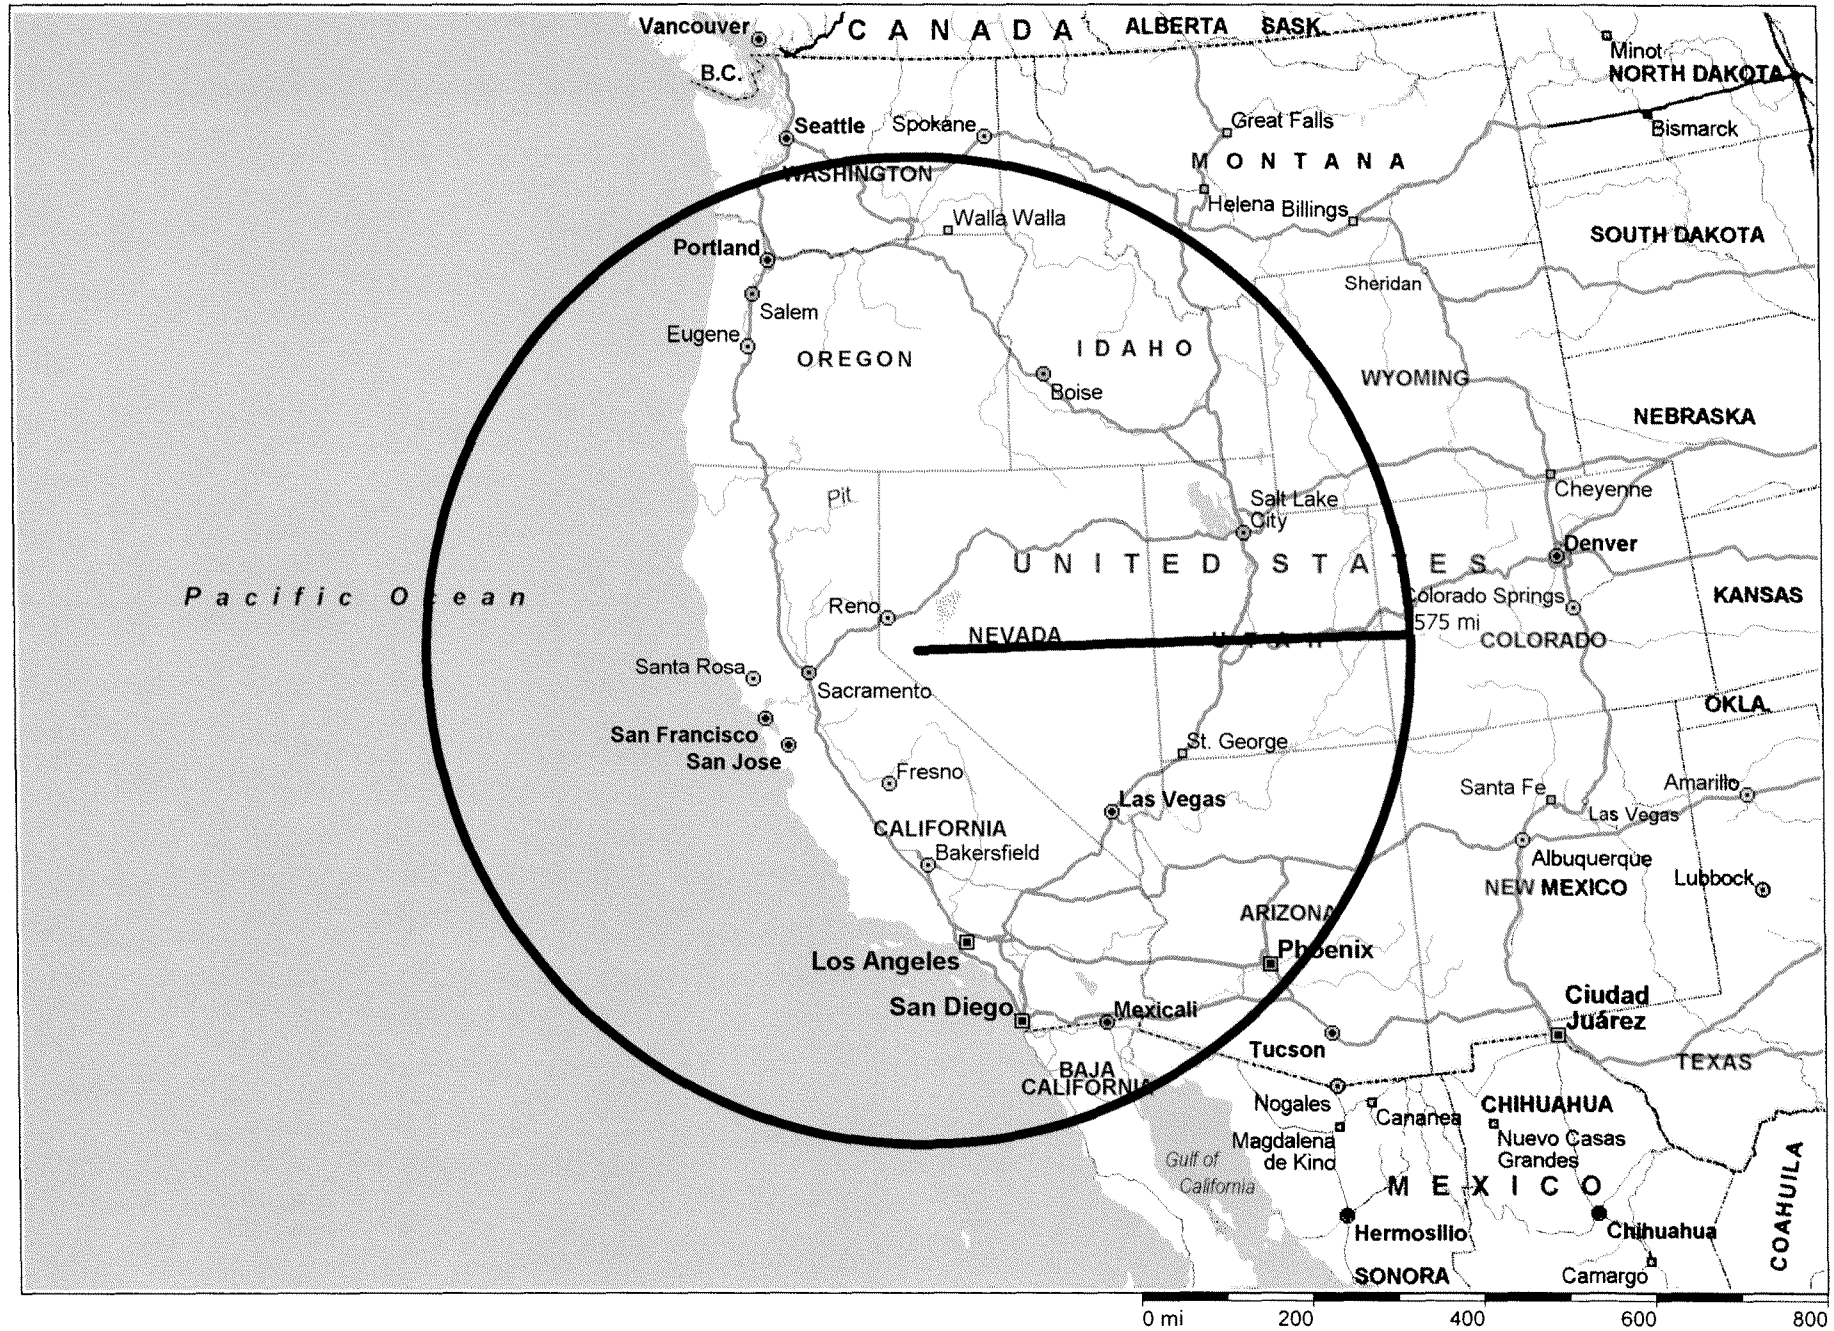 Vancouver
CANADA
ALBERTA
SASK.
Minot
NORTH DAKOTA
B.C.
Seattle
Spokane
Great Falls
Bismarck
WASHINGTON
MONTANA
Helena
Billings
Walla Walla
Portland
SOUTH DAKOTA
Sheridan
Salem
Eugene
OREGON
IDAHO
WYOMING
Boise
NEBRASKA
Pit
Salt Lake
City
Cheyenne
Denver
UNITED STATES
Pacific Ocean
Reno
Colorado Springs
KANSAS
575 mi
NEVADA
UTAH
COLORADO
Santa Rosa
Sacramento
OKLA.
San Francisco
San Jose
St. George
Fresno
Las Vegas
Santa Fe
Amarillo
Las Vegas
CALIFORNIA
Bakersfield
Albuquerque
NEW MEXICO
Lubbock
ARIZONA
Los Angeles
Phoenix
San Diego
Mexicali
Ciudad
Juárez
Tucson
TEXAS
BAJA
CALIFORNIA
Nogales
Cananea
CHIHUAHUA
Magdalena
de Kino
Nuevo Casas
Grandes
Gulf of
California
MEXICO
COAHUILA
Hermosillo
Chihuahua
SONORA
Camargo
0 mi 200 400 600 800